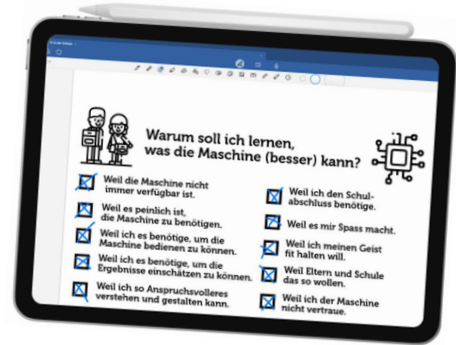 Warum soll ich lernen,
was die Maschine (besser) kann?
Weil die Maschine nicht
immer verfügbar ist.
Weil es peinlich ist,
die Maschine zu benötigen.
Weil ich es benötige, um die
Maschine bedienen zu können.
Weil ich es benötige, um die
Ergebnisse einschätzen zu können.
Weil ich so Anspruchsvolleres
verstehen und gestalten kann.
Weil ich den Schul-
abschluss benötige.
Weil es mir Spass macht.
Weil ich meinen Geist
fit halten will.
Weil Eltern und Schule
das so wollen.
Weil ich der Maschine
nicht vertraue.